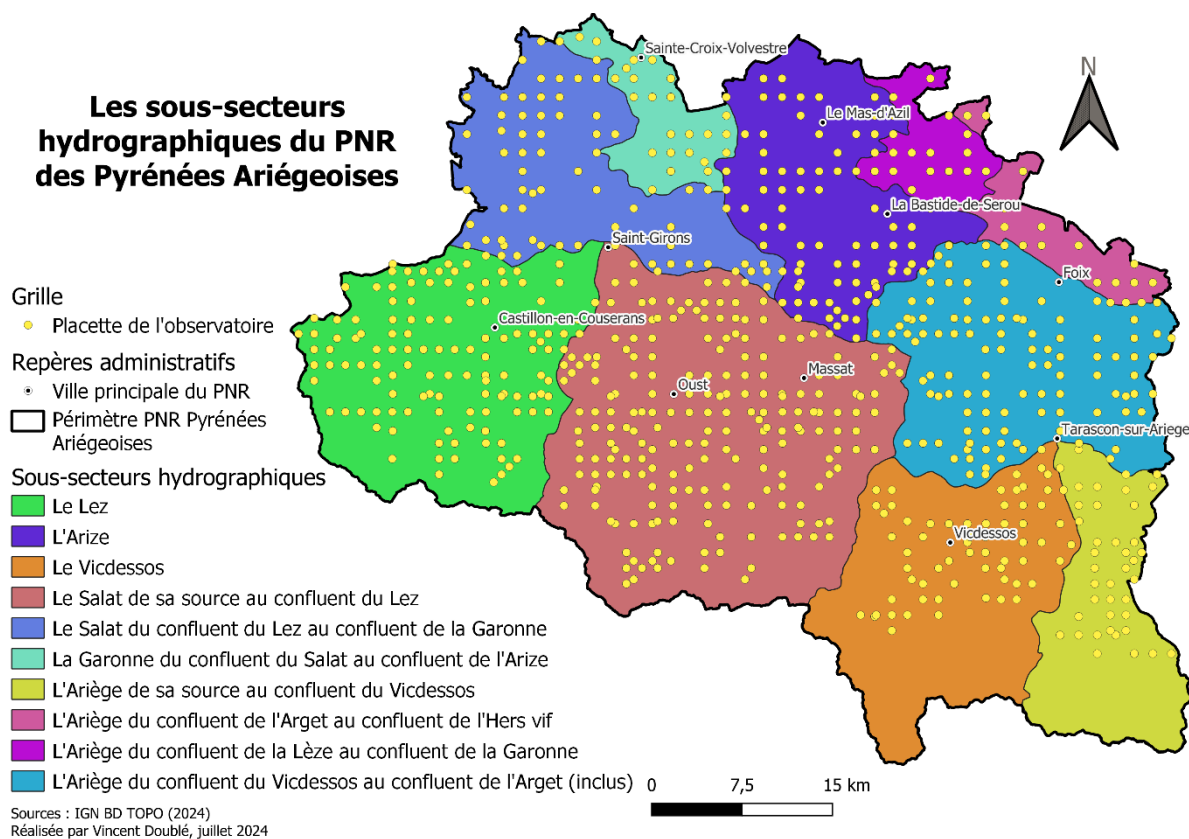 Les sous-secteurs
hydrographiques du PNR
des Pyrénées Ariégeoises
N
Sainte-Croix-Volvestre
Le Mas-d'Azil
La Bastide-de-Serou
Saint-Girons
Foix
Castillon-en-Couserans
Massat
Oust
Tarascon-sur-Ariege
Vicdessos
Grille
Placette de l'observatoire
Repères administratifs
Ville principale du PNR
Périmètre PNR Pyrénées
Ariégeoises
Sous-secteurs hydrographiques
Le Lez
L'Arize
Le Vicdessos
Le Salat de sa source au confluent du Lez
Le Salat du confluent du Lez au confluent de la Garonne
La Garonne du confluent du Salat au confluent de l'Arize
L'Ariège de sa source au confluent du Vicdessos
L'Ariège du confluent de l'Arget au confluent de l'Hers vif
L'Ariège du confluent de la Lèze au confluent de la Garonne
L'Ariège du confluent du Vicdessos au confluent de l'Arget (inclus)
0 7,5 15 km
Sources : IGN BD TOPO (2024)
Réalisée par Vincent Doublé, juillet 2024